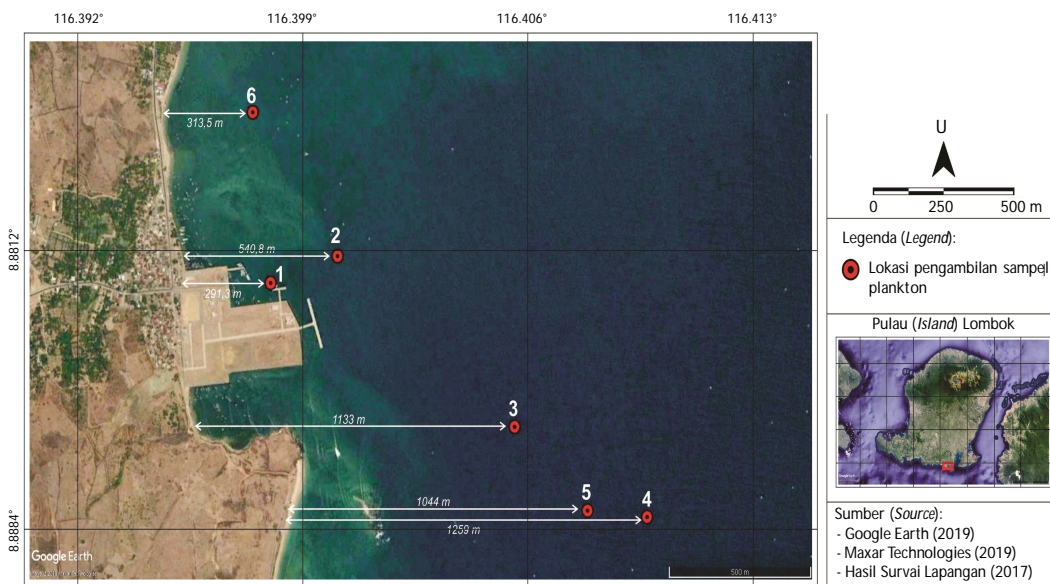 116.392°
116.399°
116.406°
116.413°
6
313,5 m
2
540,8 m
8.8812°
1
291,3 m
3
1133 m
1044 m
5
4
1259 m
8.8884°
Google Earth
500 m
U
0 250 500 m
Legenda (Legend):
Lokasi pengambilan sampel
plankton
Pulau (Island) Lombok
Sumber (Source):
- Google Earth (2019)
- Maxar Technologies (2019)
- Hasil Survai Lapangan (2017)